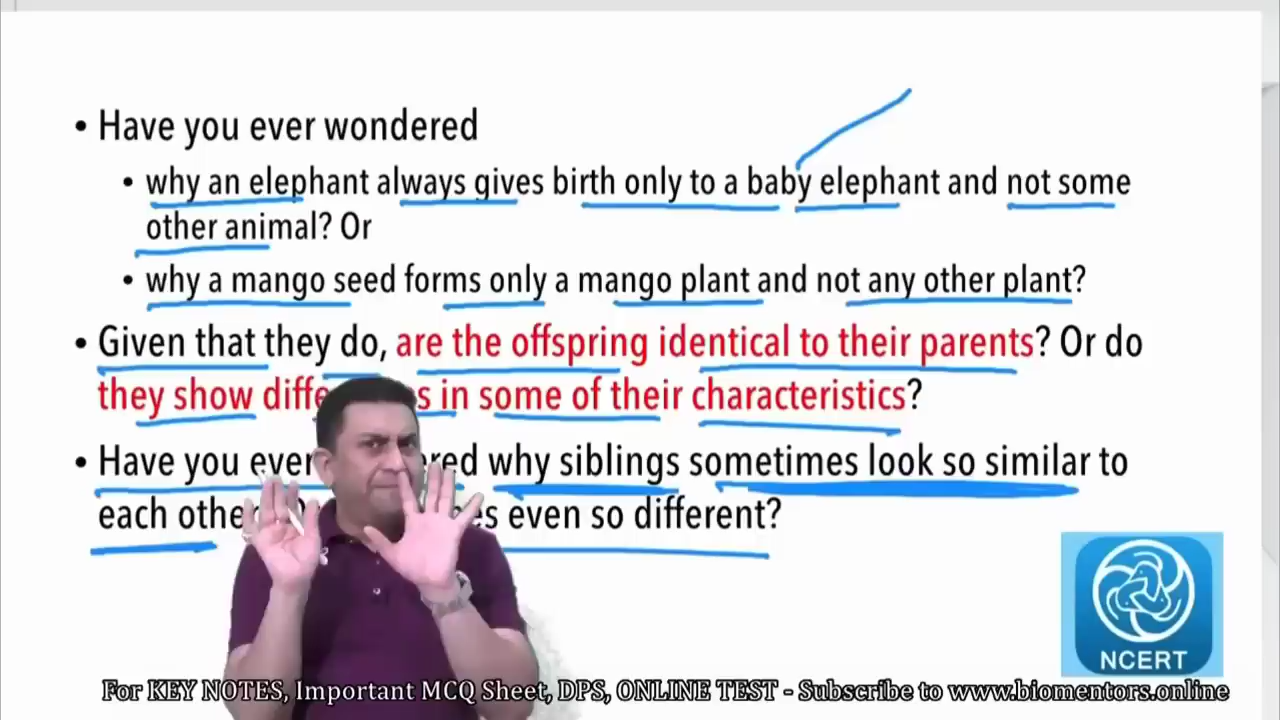 • Have you ever wondered
• why an elephant always gives birth only to a baby elephant and not some
other animal? Or
• why a mango seed forms only a mango plant and not any other plant?
• Given that they do, are the offspring identical to their parents? Or do
they show diffe s in some of their characteristics?
• Have you ever ered why siblings sometimes look so similar to
each othe es even so different?
NCERT
For KEY NOTES, Important MCQ Sheet, DPS, ONLINE TEST - Subscribe to www.biomentors.online